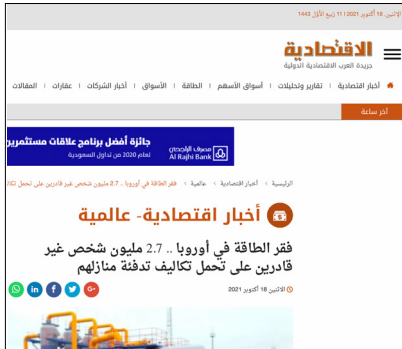 الإثنين، 18 أكتوبر 2021 | 11 ربيع الأول 1443
الاقتصادية
جريدة العرب الاقتصادية الدولية
أخبار اقتصادية | تقارير وتحليلات | أسواق الأسهم | الطاقة | الأسواق | أخبار الشركات | عقارات | المقالات
آخر ساعة
جائزة أفضل برنامج علاقات مستثمرين
لعام 2020 من تداول السعودية
مصرف الراجحي
Al Rajhi Bank
الرئيسية > أخبار اقتصادية > عالمية > فقر الطاقة في أوروبا .. 2.7 مليون شخص غير قادرين على تحمل
أخبار اقتصادية- عالمية
فقر الطاقة في أوروبا .. 2.7 مليون شخص غير
قادرين على تحمل تكاليف تدفئة منازلهم
الاثنين 18 أكتوبر 2021